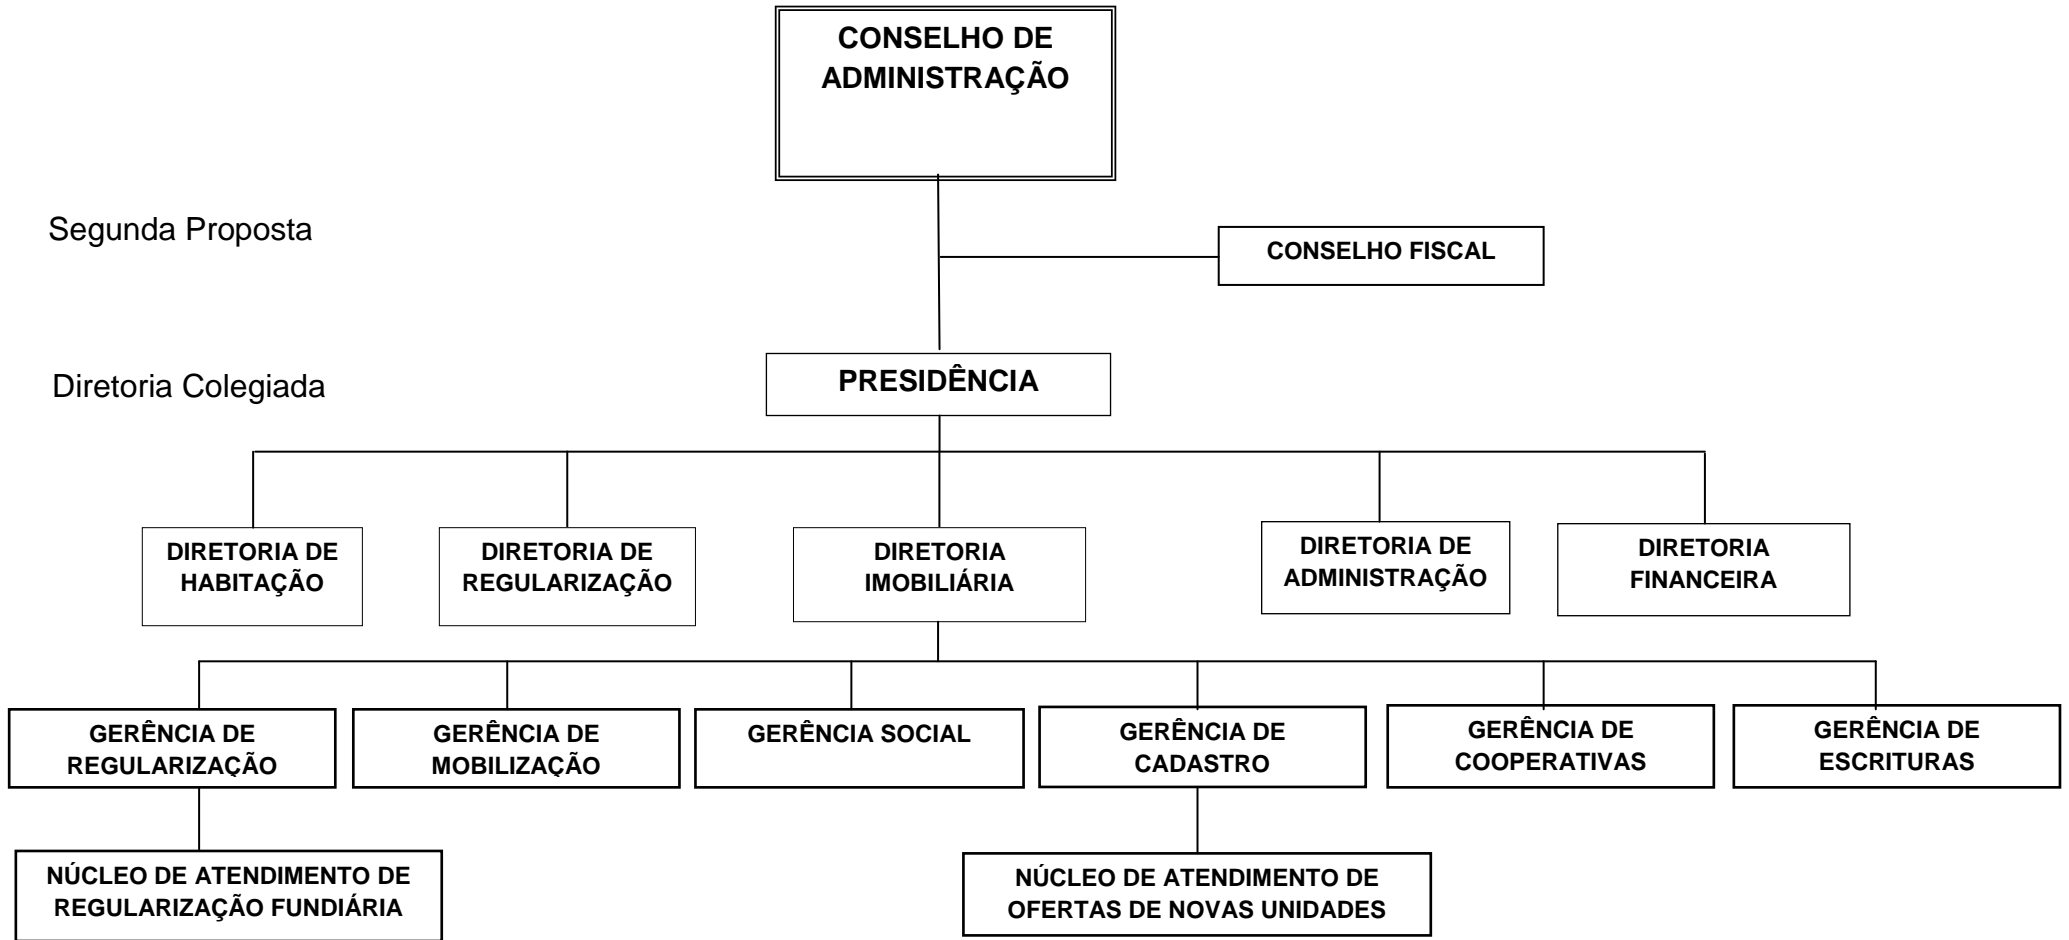 CONSELHO DE
ADMINISTRAÇÃO
Segunda Proposta
CONSELHO FISCAL
Diretoria Colegiada
PRESIDÊNCIA
DIRETORIA DE
HABITAÇÃO
DIRETORIA DE
REGULARIZAÇÃO
DIRETORIA
IMOBILIÁRIA
DIRETORIA DE
ADMINISTRAÇÃO
DIRETORIA
FINANCEIRA
GERÊNCIA DE
REGULARIZAÇÃO
GERÊNCIA DE
MOBILIZAÇÃO
GERÊNCIA SOCIAL
GERÊNCIA DE
CADASTRO
GERÊNCIA DE
COOPERATIVAS
GERÊNCIA DE
ESCRITURAS
NÚCLEO DE ATENDIMENTO DE
REGULARIZAÇÃO FUNDIÁRIA
NÚCLEO DE ATENDIMENTO DE
OFERTAS DE NOVAS UNIDADES